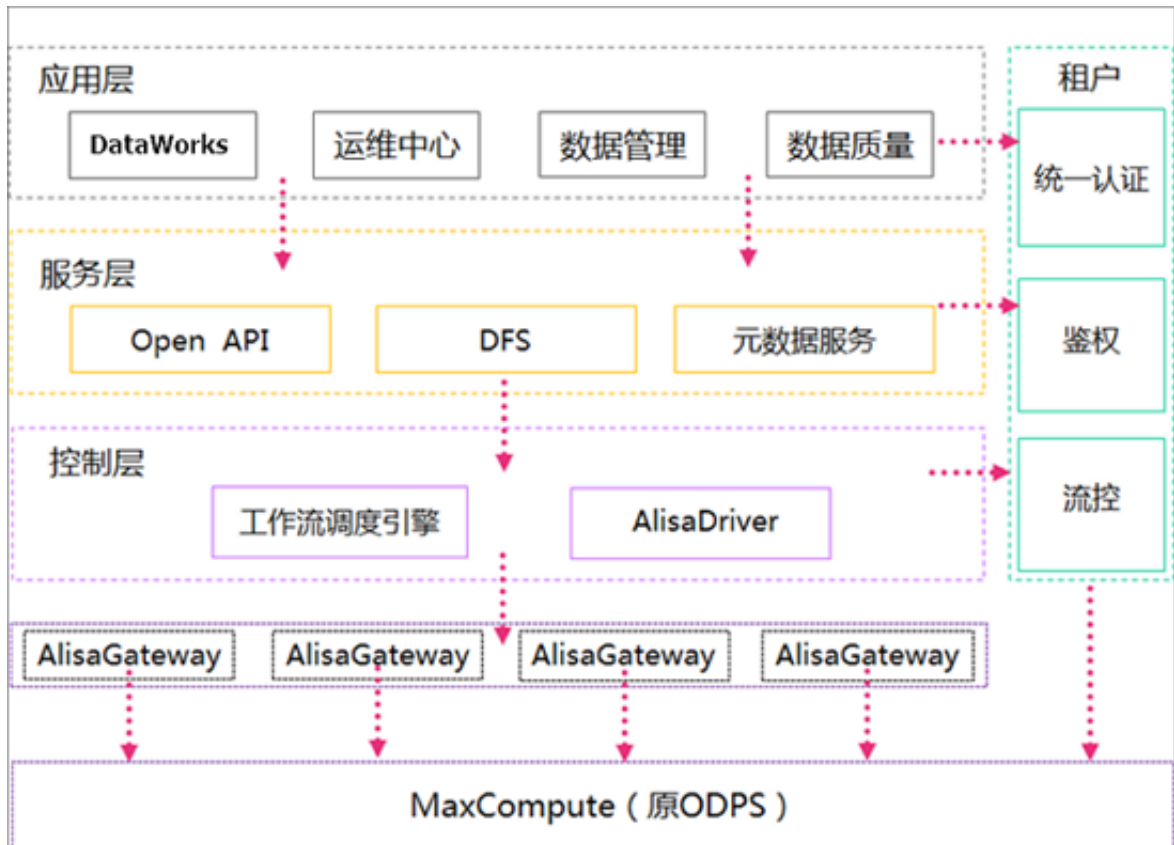 应用层
DataWorks
运维中心
数据管理
数据质量
租户
统一认证
服务层
Open API
DFS
元数据服务
鉴权
控制层
工作流调度引擎
AlisaDriver
流控
AlisaGateway
AlisaGateway
AlisaGateway
AlisaGateway
MaxCompute（原ODPS）